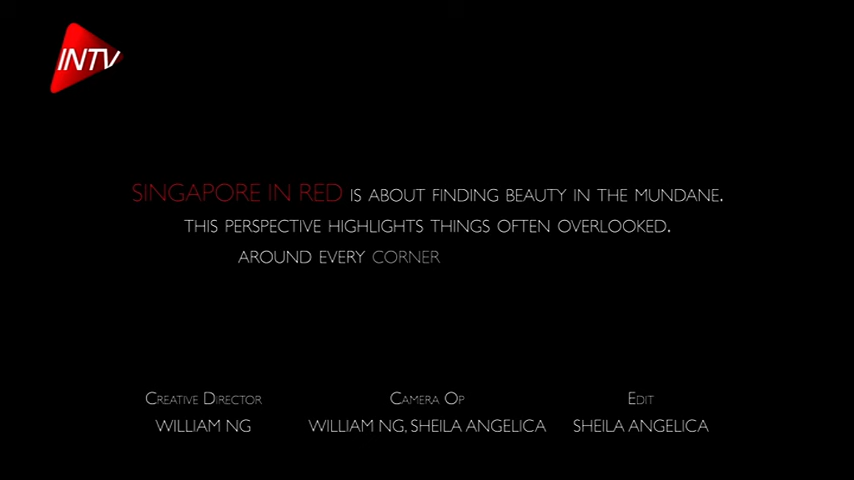 INTV
SINGAPORE IN RED IS ABOUT FINDING BEAUTY IN THE MUNDANE.
THIS PERSPECTIVE HIGHLIGHTS THINGS OFTEN OVERLOOKED.
AROUND EVERY CORNER
CREATIVE DIRECTOR CAMERA OP EDIT
WILLIAM NG WILLIAM NG, SHEILA ANGELICA SHEILA ANGELICA